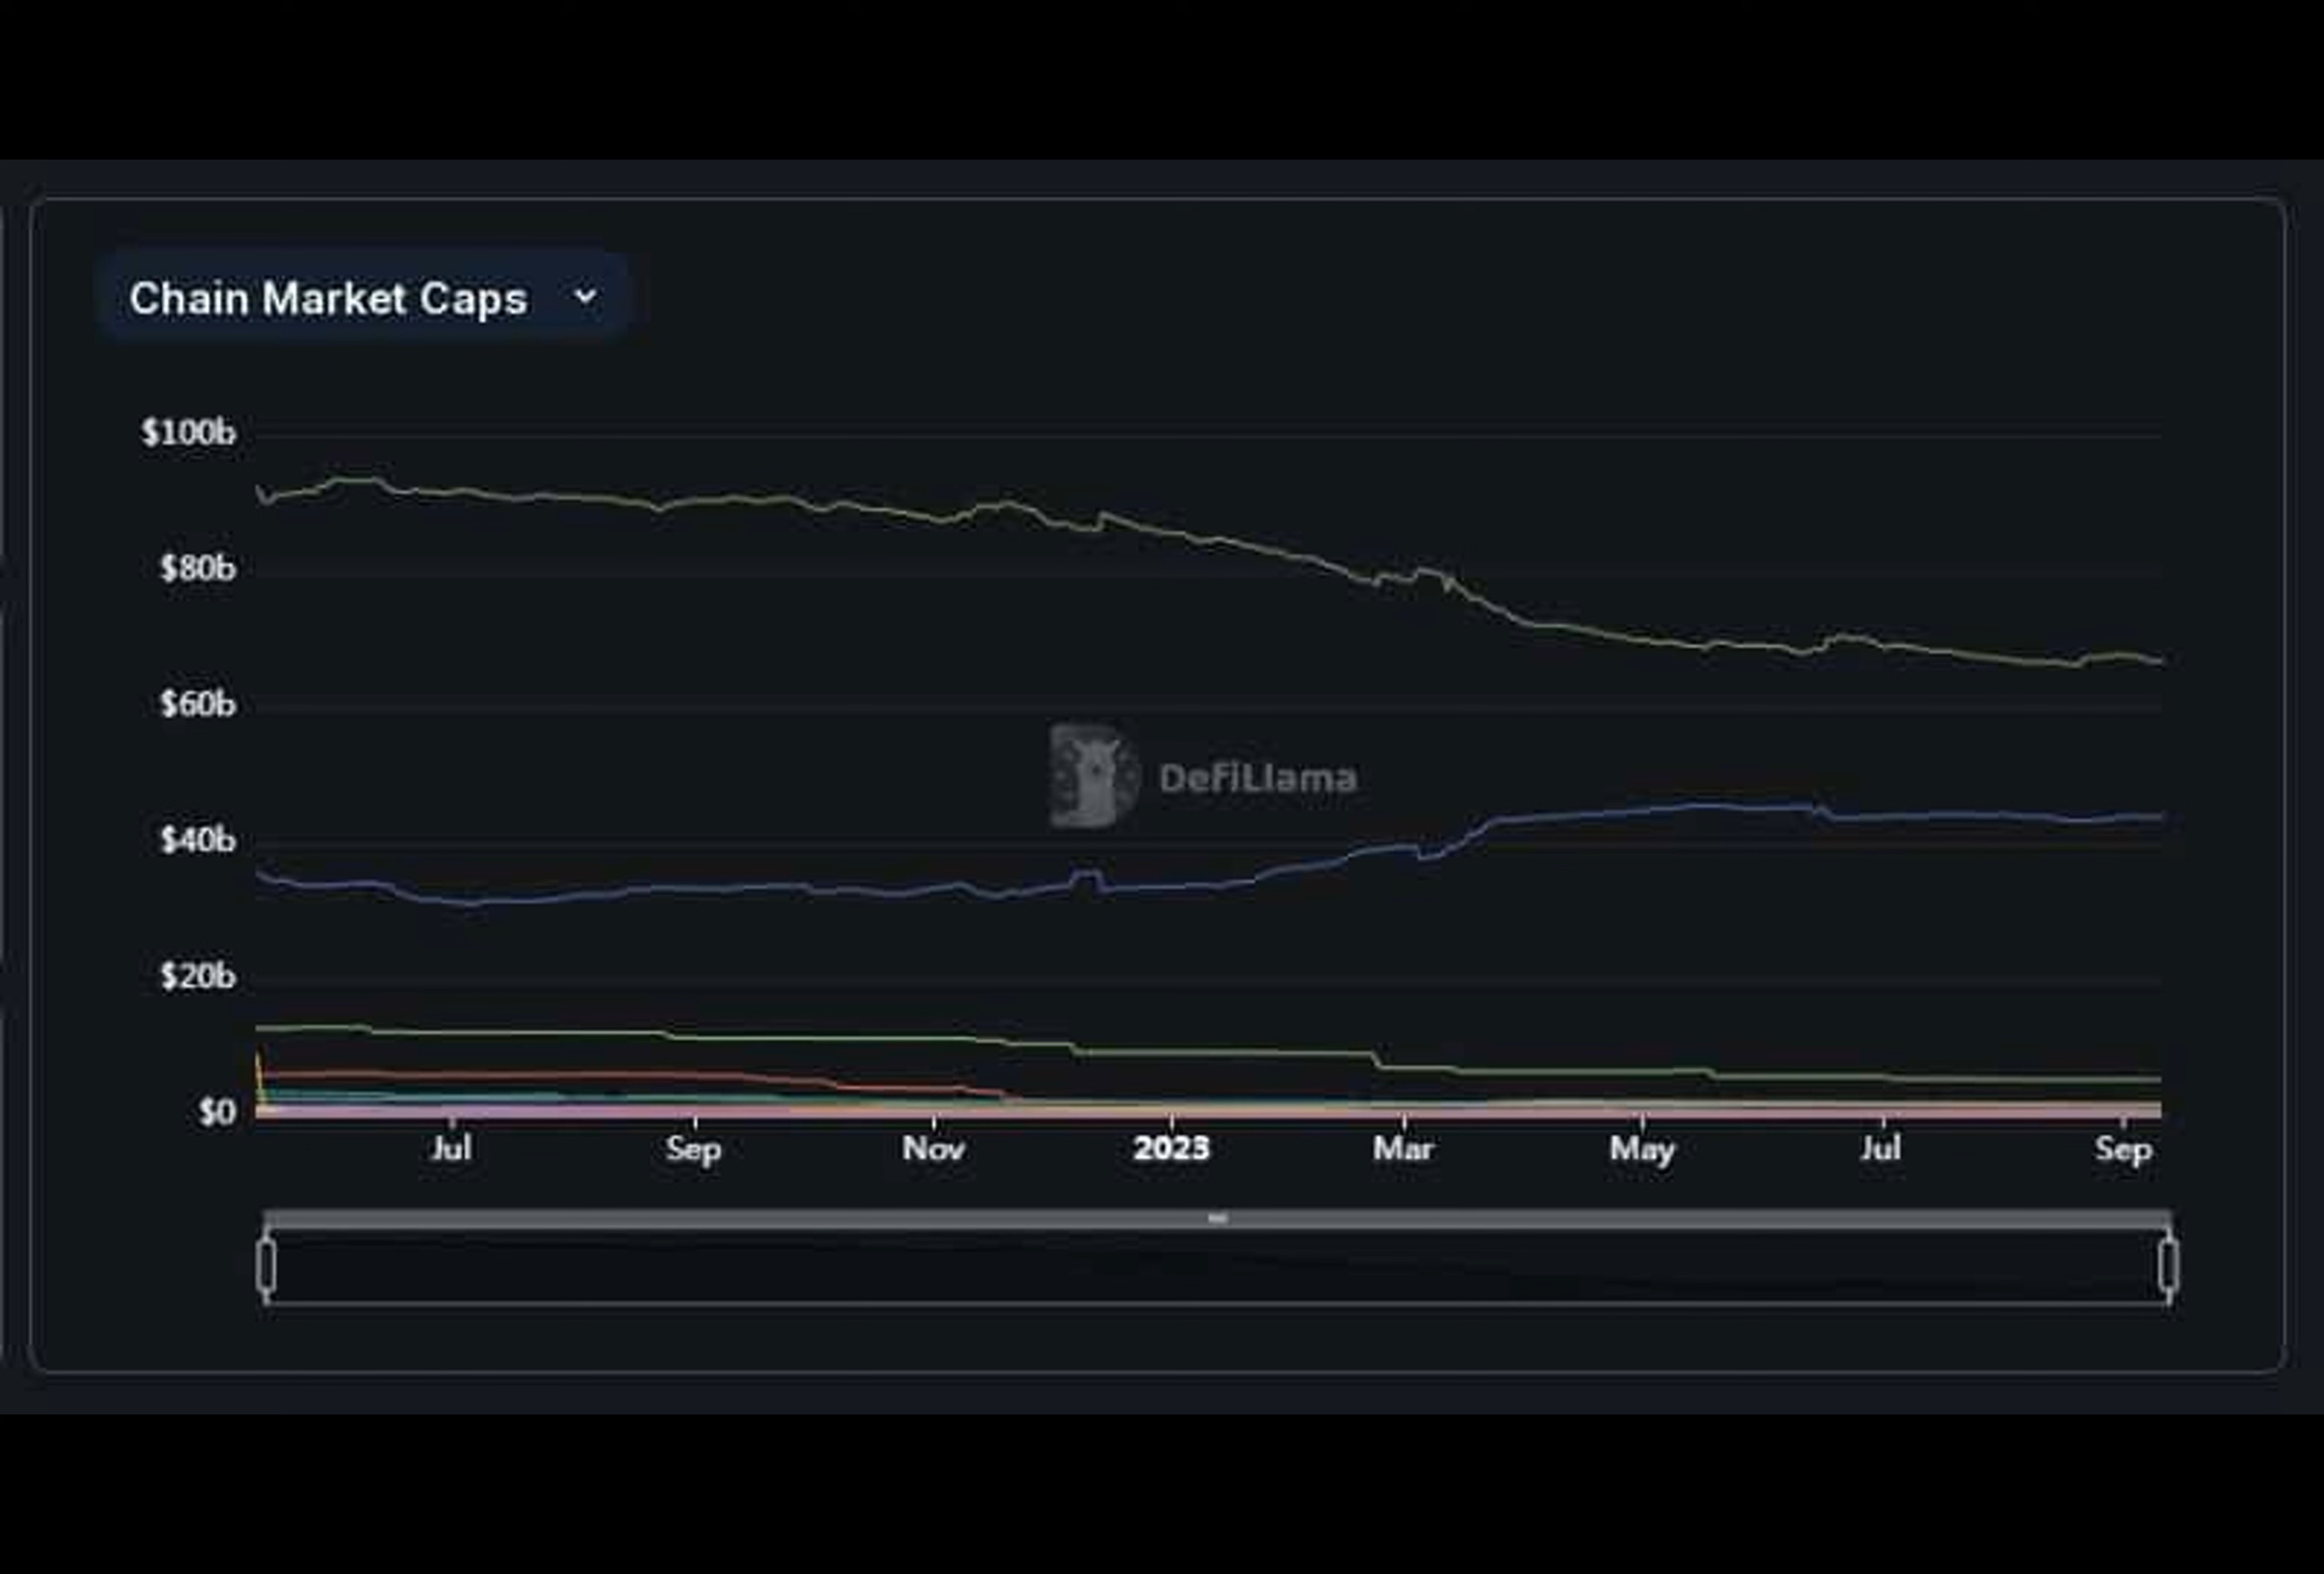 Chain Market Caps
$100b
$80b
$60b
DeFiLlama
$40b
$20b
$0
Jul Sep Nov 2023 Mar May Jul Sep